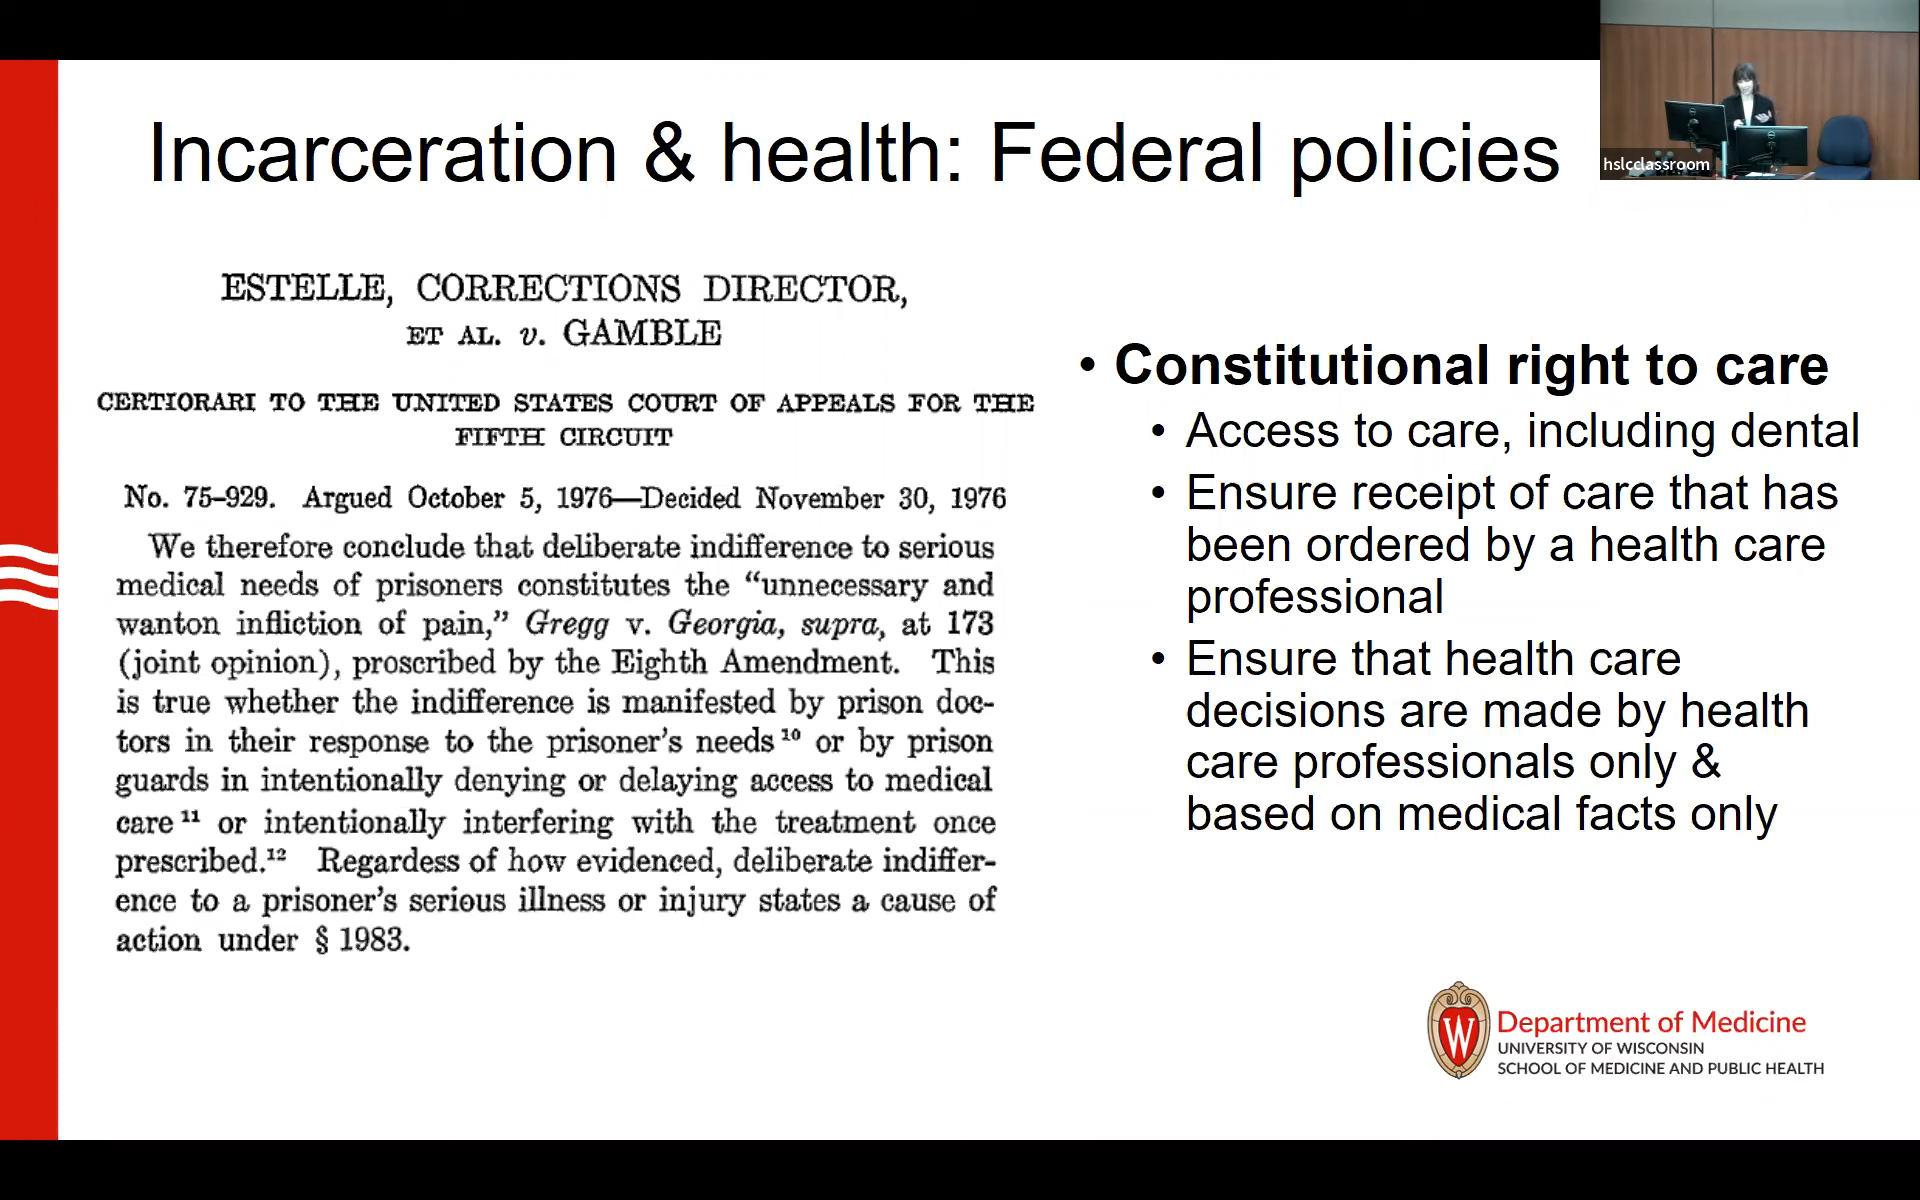 Incarceration & health: Federal policies
hslcclassroom
ESTELLE, CORRECTIONS DIRECTOR,
ET AL. v. GAMBLE
CERTIORARI TO THE UNITED STATES COURT OF APPEALS FOR THE
FIFTH CIRCUIT
No. 75–929. Argued October 5, 1976—Decided November 30, 1976
We therefore conclude that deliberate indifference to serious
medical needs of prisoners constitutes the “unnecessary and
wanton infliction of pain,” Gregg v. Georgia, supra, at 173
(joint opinion), proscribed by the Eighth Amendment. This
is true whether the indifference is manifested by prison doc-
tors in their response to the prisoner’s needs 10 or by prison
guards in intentionally denying or delaying access to medical
care 11 or intentionally interfering with the treatment once
prescribed.12 Regardess of how evidenced, deliberate indiffer-
ence to a prisoner’s serious illness or injury states a cause of
action under § 1983.
• Constitutional right to care
• Access to care, including dental
• Ensure receipt of care that has
been ordered by a health care
professional
• Ensure that health care
decisions are made by health
care professionals only &
based on medical facts only
W
Department of Medicine
UNIVERSITY OF WISCONSIN
SCHOOL OF MEDICINE AND PUBLIC HEALTH